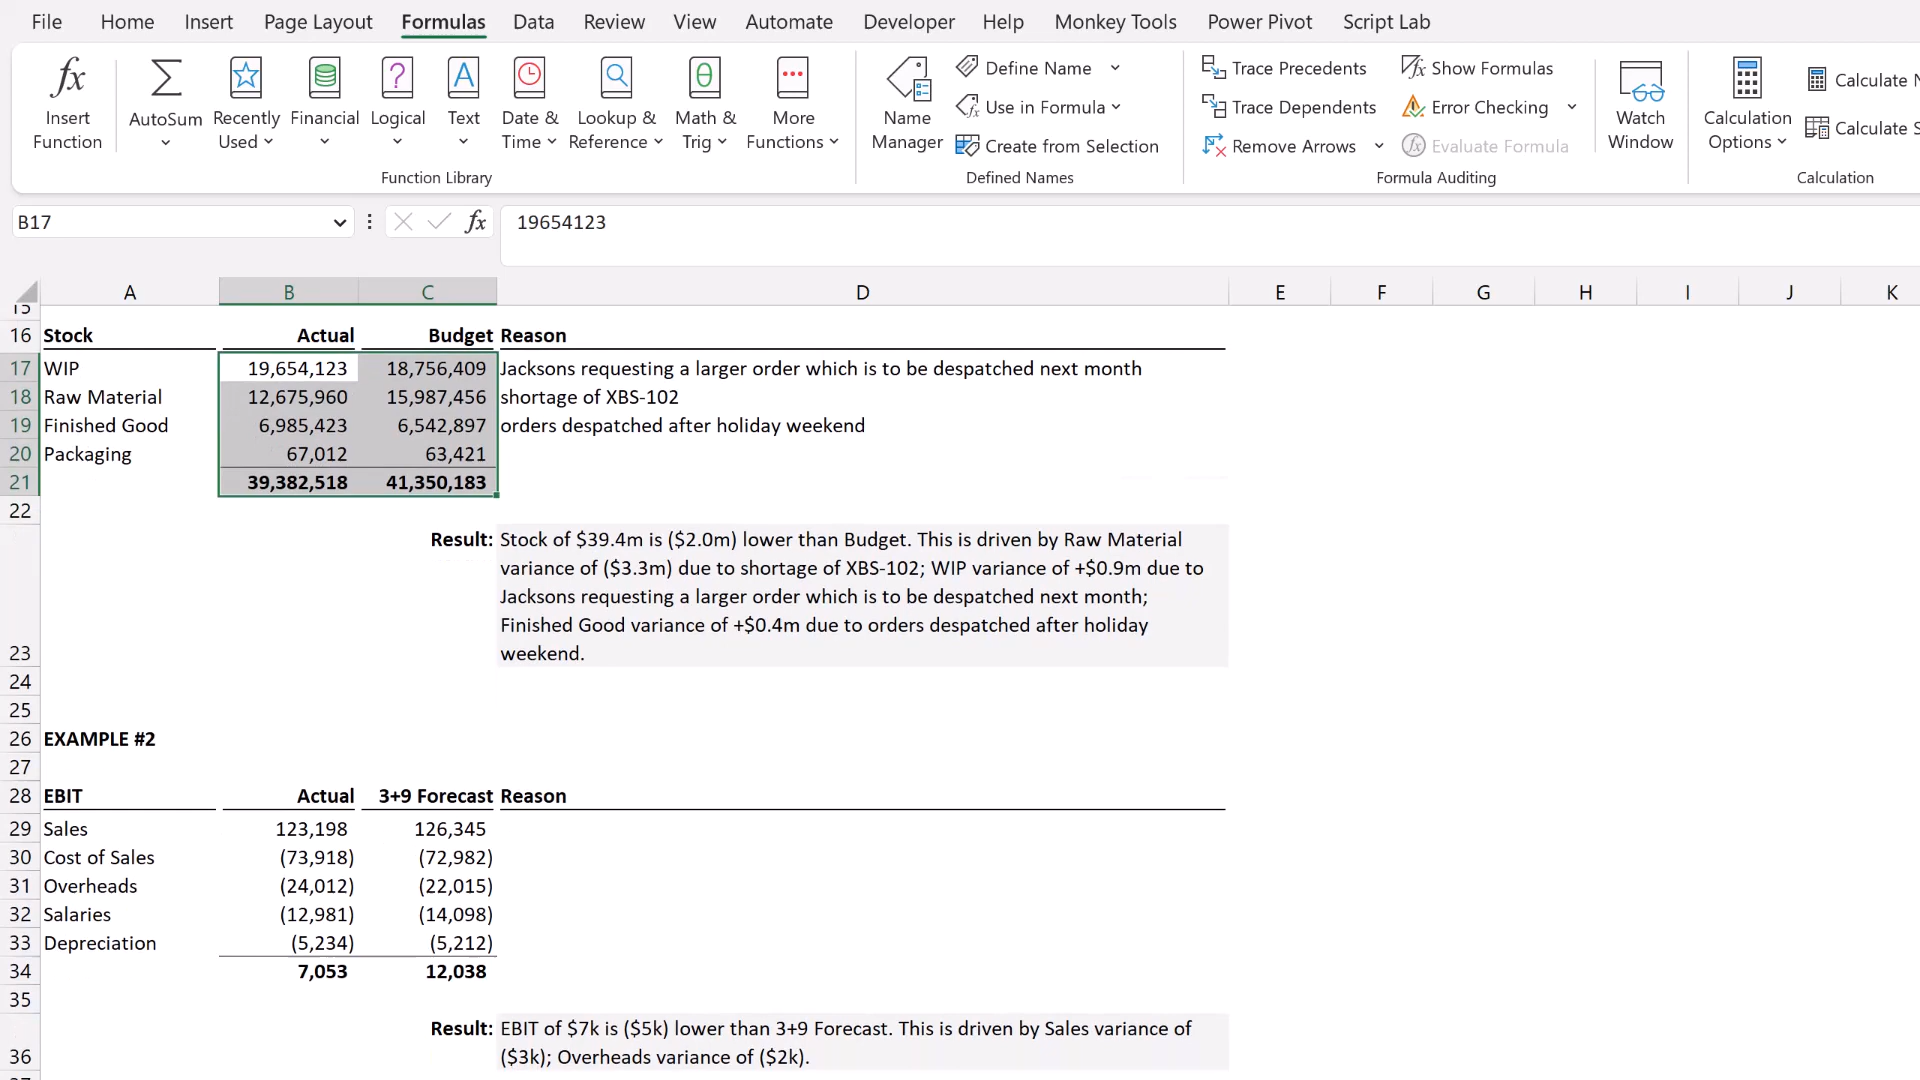 File Home Insert Page Layout Formulas Data Review View Automate Developer Help Monkey Tools Power Pivot Script Lab
fx Insert Function
AutoSum
Recently Used
Financial
Logical
Text
Date & Time
Lookup & Reference
Math & Trig
More Functions
Function Library
Name Manager
Define Name
Use in Formula
Create from Selection
Defined Names
Trace Precedents
Trace Dependents
Remove Arrows
Show Formulas
Error Checking
Evaluate Formula
Formula Auditing
Watch Window
Calculation Options
Calculate N
Calculate S
Calculation
B17 fx 19654123
A B C D E F G H I J K
15
16 Stock Actual Budget Reason
17 WIP 19,654,123 18,756,409 Jacksons requesting a larger order which is to be despatched next month
18 Raw Material 12,675,960 15,987,456 shortage of XBS-102
19 Finished Good 6,985,423 6,542,897 orders despatched after holiday weekend
20 Packaging 67,012 63,421
21 39,382,518 41,350,183
22
Result: Stock of $39.4m is ($2.0m) lower than Budget. This is driven by Raw Material
variance of ($3.3m) due to shortage of XBS-102; WIP variance of +$0.9m due to
Jacksons requesting a larger order which is to be despatched next month;
Finished Good variance of +$0.4m due to orders despatched after holiday
23 weekend.
24
25
26 EXAMPLE #2
27
28 EBIT Actual 3+9 Forecast Reason
29 Sales 123,198 126,345
30 Cost of Sales (73,918) (72,982)
31 Overheads (24,012) (22,015)
32 Salaries (12,981) (14,098)
33 Depreciation (5,234) (5,212)
34 7,053 12,038
35
Result: EBIT of $7k is ($5k) lower than 3+9 Forecast. This is driven by Sales variance of
36 ($3k); Overheads variance of ($2k).